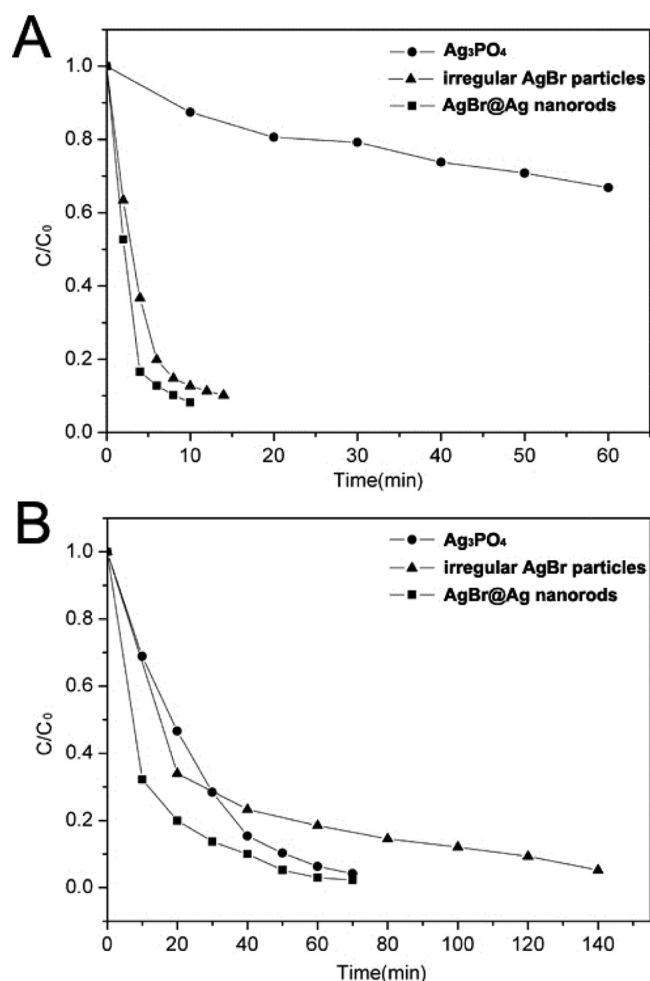 A
Ag₃PO₄
irregular AgBr particles
AgBr@Ag nanorods
1.0
0.8
0.6
0.4
0.2
0.0
C/C₀
0 10 20 30 40 50 60
Time(min)
B
Ag₃PO₄
irregular AgBr particles
AgBr@Ag nanorods
1.0
0.8
0.6
0.4
0.2
0.0
C/C₀
0 20 40 60 80 100 120 140
Time(min)